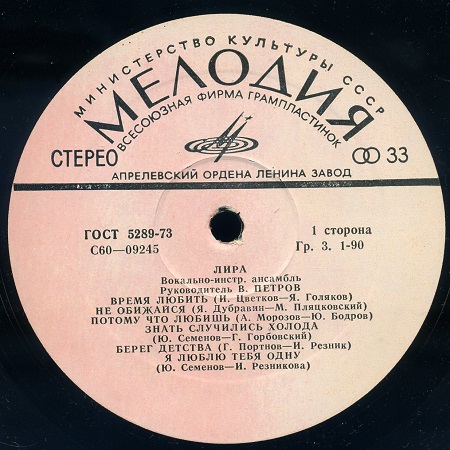 МИНИСТЕРСТВО КУЛЬТУРЫ СССР
МЕЛОДИЯ
ВСЕСОЮЗНАЯ ФИРМА ГРАМПЛАСТИНОК
СТЕРЕО
33
АПРЕЛЕВСКИЙ ОРДЕНА ЛЕНИНА ЗАВОД
ГОСТ 5289-73
1 сторона
С60—09245
Гр. 3. 1-90
ЛИРА
Вокально-инстр. ансамбль
Руководитель В. ПЕТРОВ
ВРЕМЯ ЛЮБИТЬ (И. Цветков—Я. Голяков)
НЕ ОБИЖАЙСЯ (Я. Дубравин—М. Пляцковский)
ПОТОМУ ЧТО ЛЮБИШЬ (А. Морозов—Ю. Бодров)
ЗНАТЬ СЛУЧИЛИСЬ ХОЛОДА
(Ю. Семенов—Г. Горбовский)
БЕРЕГ ДЕТСТВА (Г. Портнов—И. Резник)
Я ЛЮБЛЮ ТЕБЯ ОДНУ
(Ю. Семенов—И. Резникова)